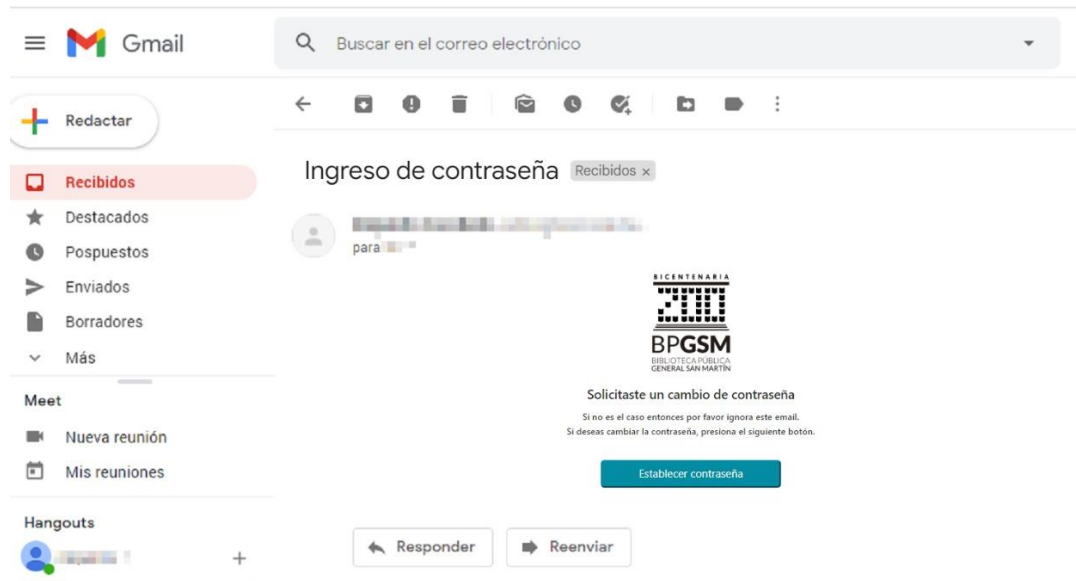 Gmail
Buscar en el correo electrónico
Redactar
Recibidos
Destacados
Pospuestos
Enviados
Borradores
Más
Meet
Nueva reunión
Mis reuniones
Hangouts
Ingreso de contraseña Recibidos x
para
BICENTENARIA
200
BPGSM
BIBLIOTECA PÚBLICA
GENERAL SAN MARTÍN
Solicitaste un cambio de contraseña
Si no es el caso entonces por favor ignora este email.
Si deseas cambiar la contraseña, presiona el siguiente botón.
Establecer contraseña
Responder
Reenviar